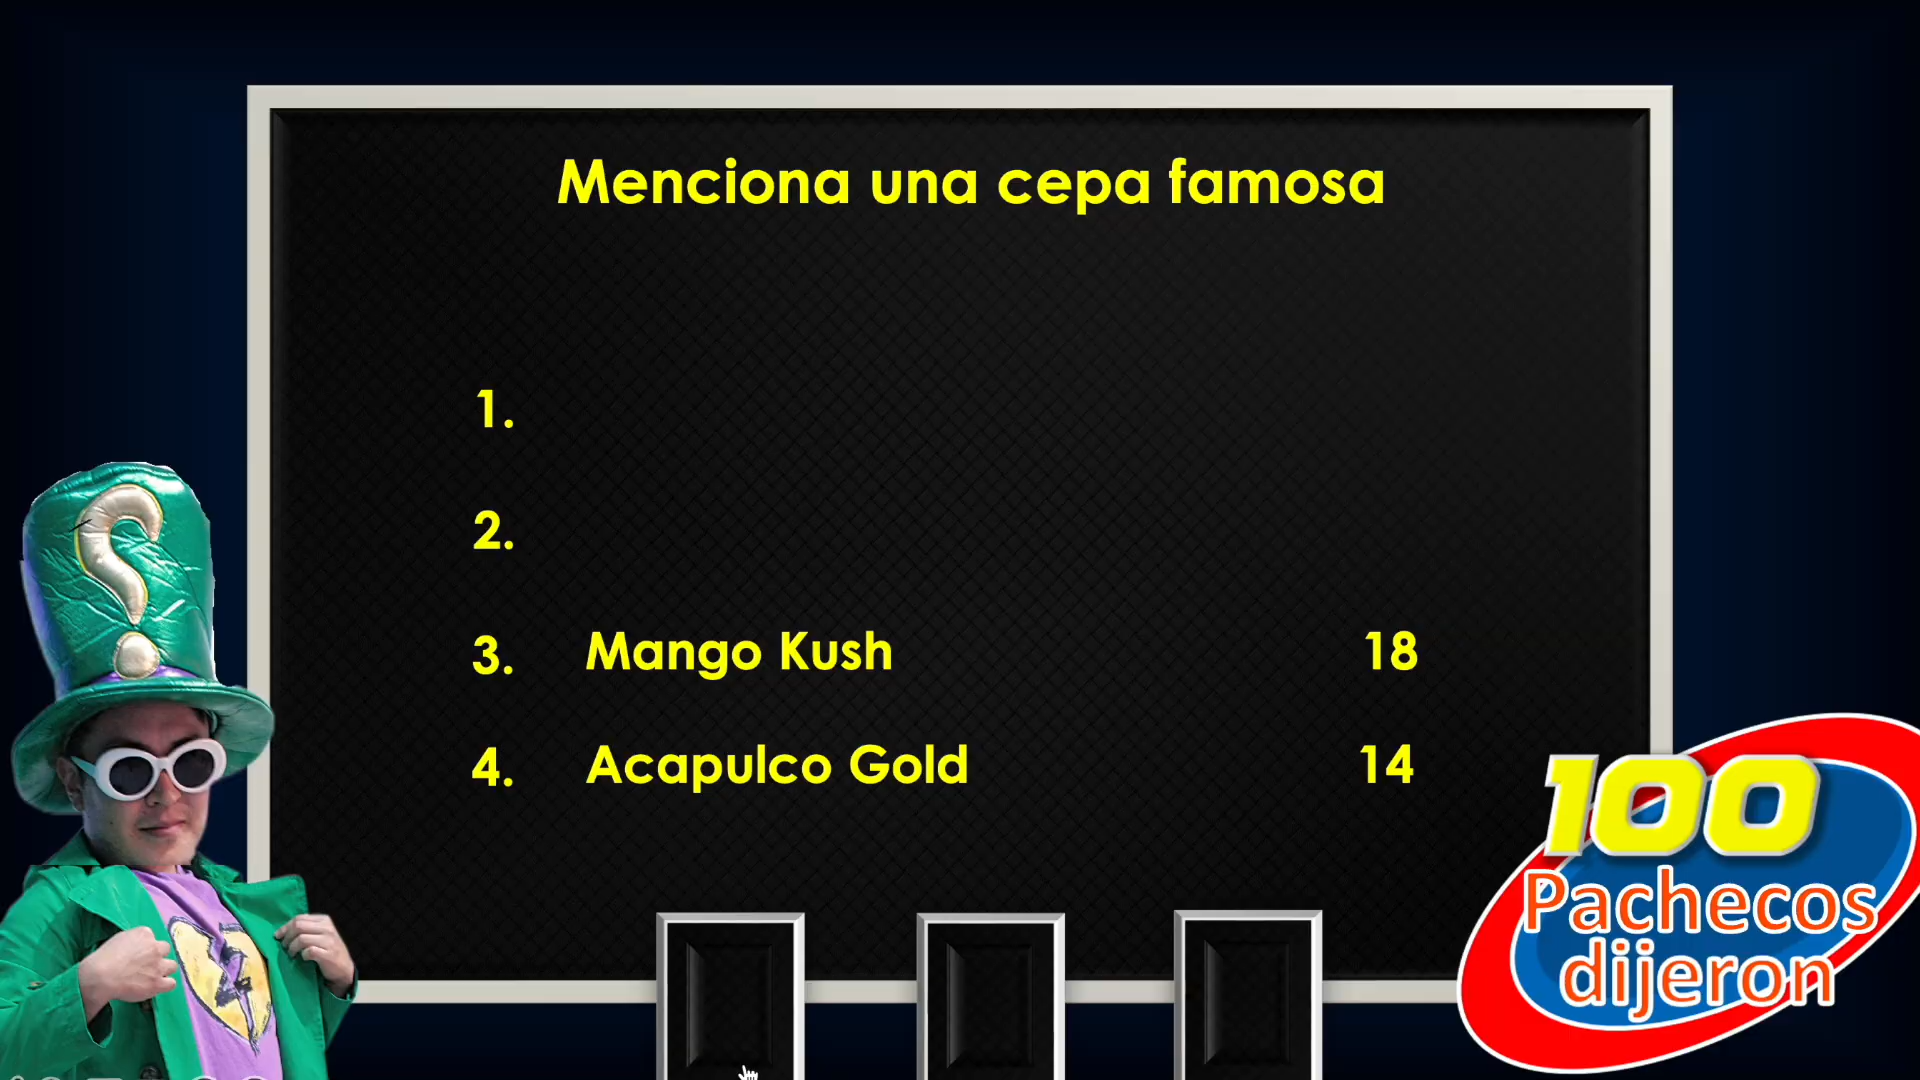 Menciona una cepa famosa
1.
2.
3. Mango Kush 18
4. Acapulco Gold 14
?
100
Pachecos
dijeron